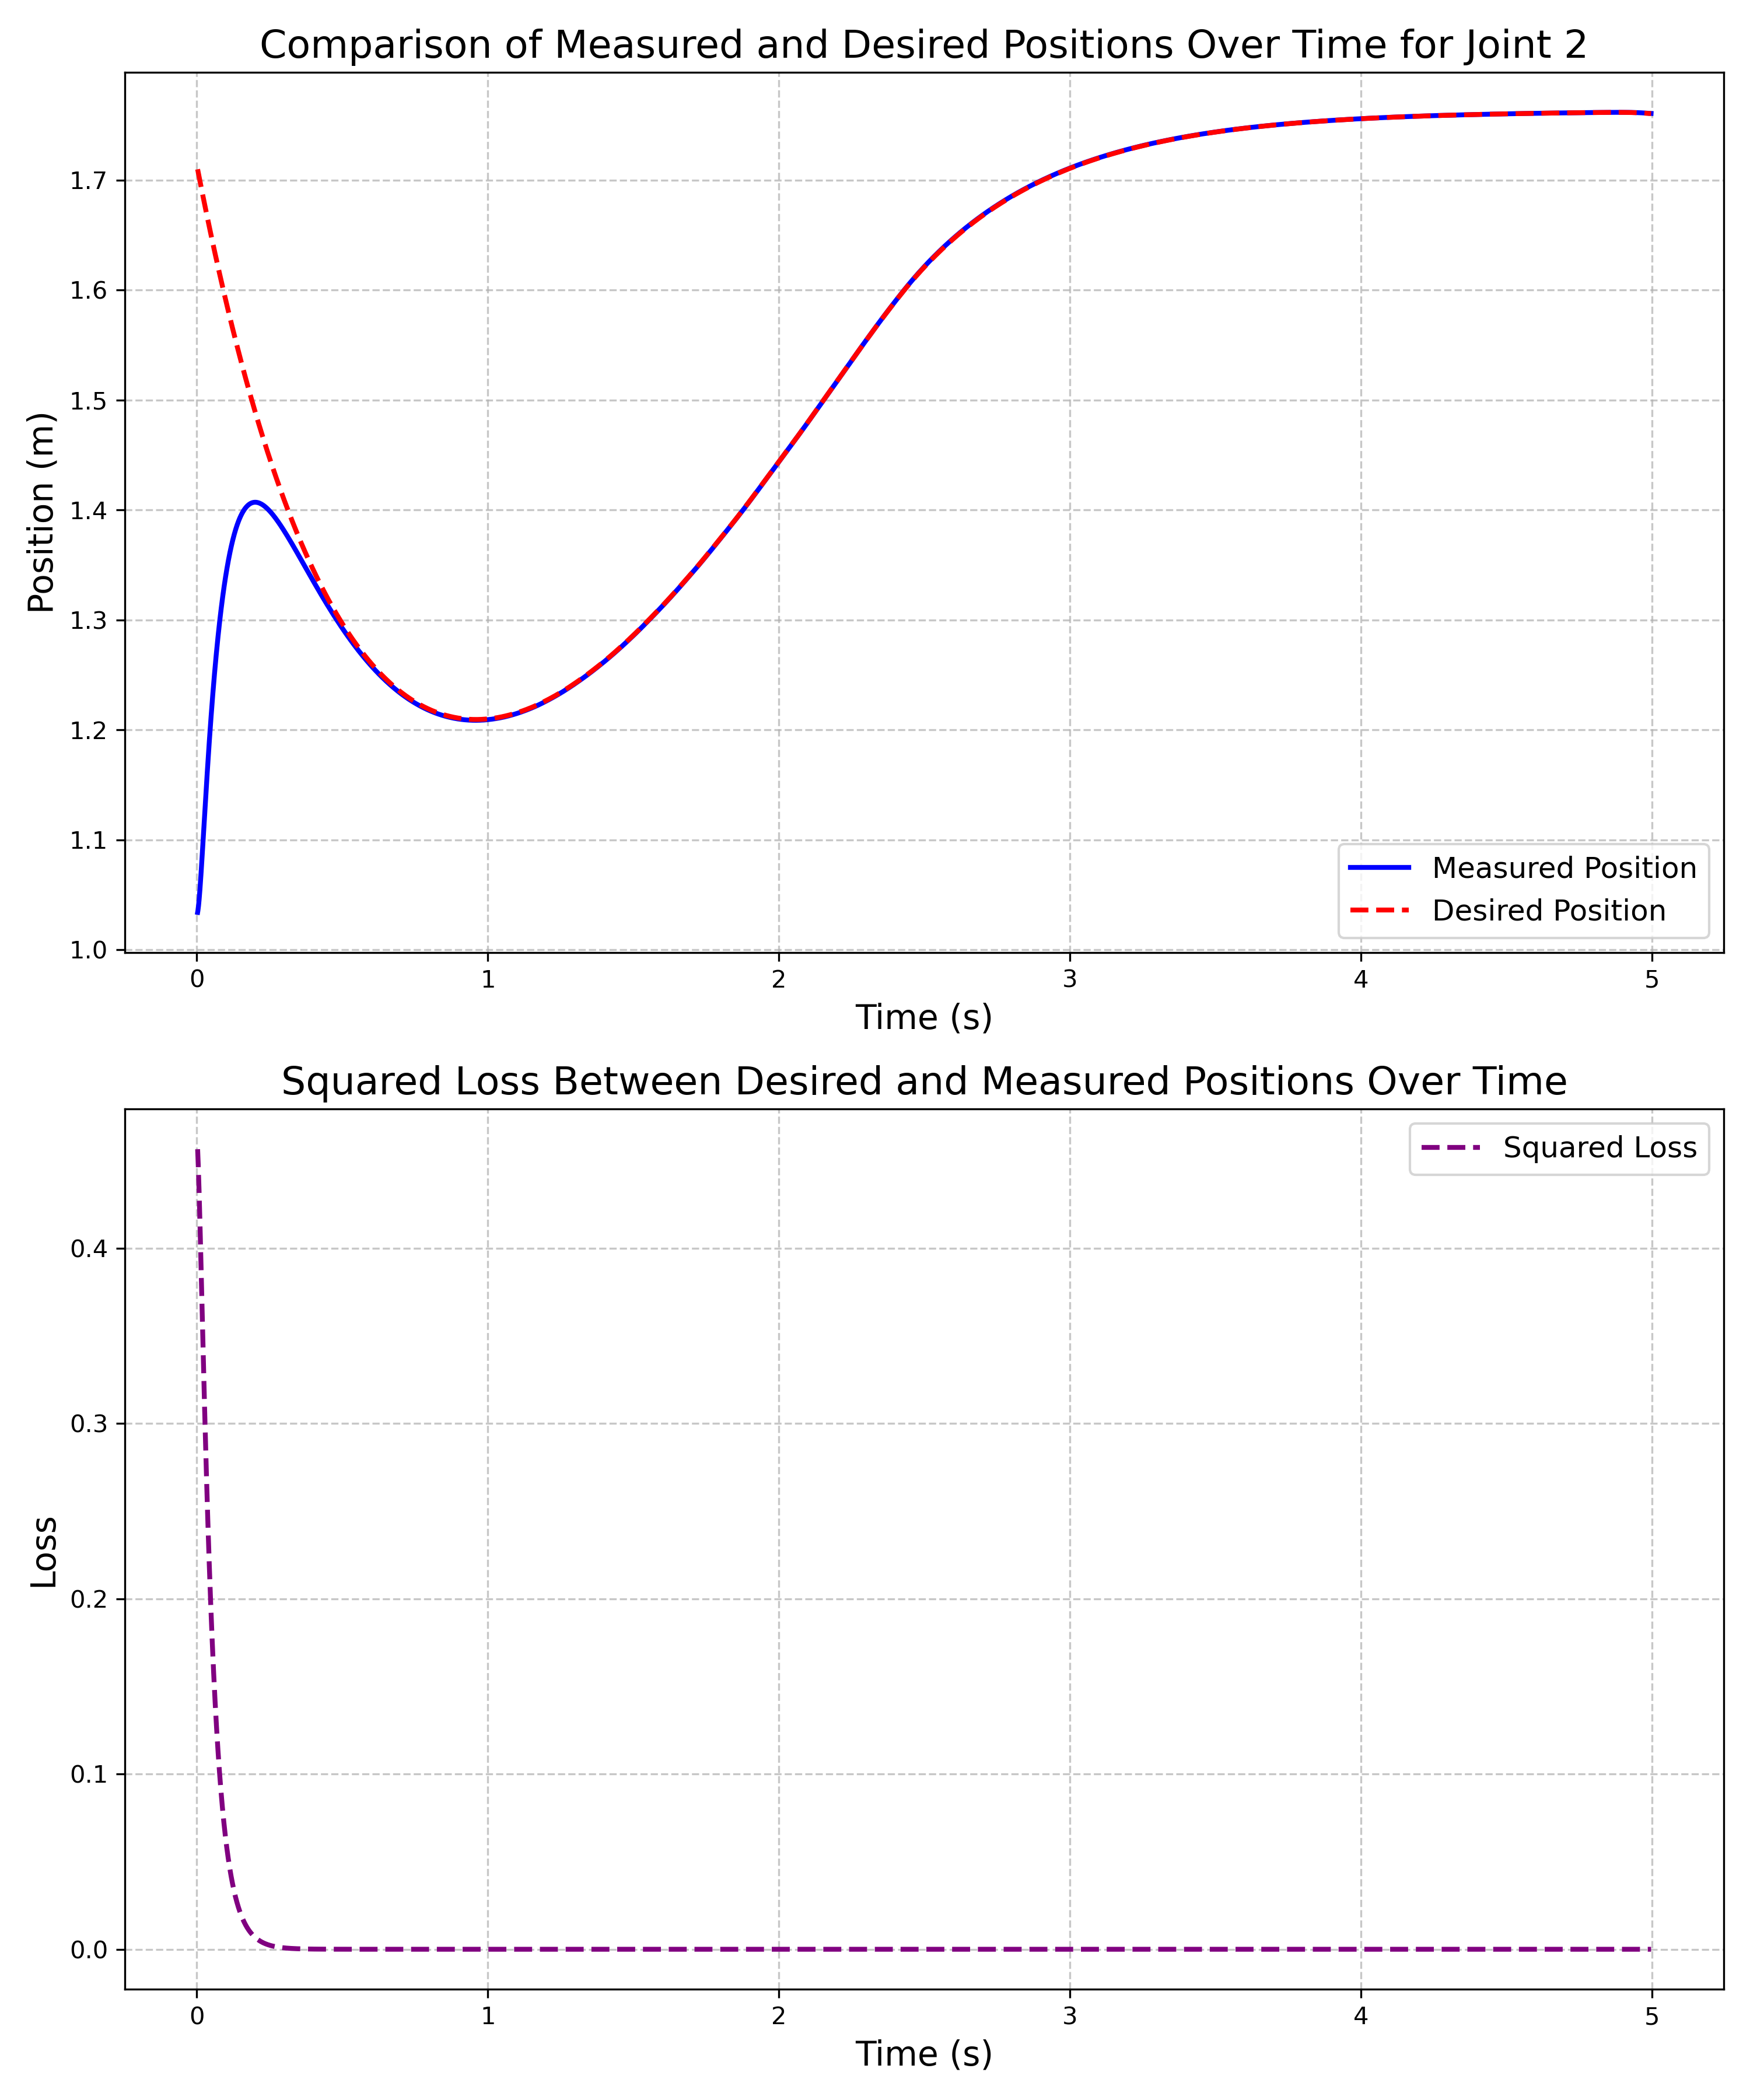 Comparison of Measured and Desired Positions Over Time for Joint 2
Position (m)
1.7
1.6
1.5
1.4
1.3
1.2
1.1
1.0
Measured Position
Desired Position
0 1 2 3 4 5
Time (s)
Squared Loss Between Desired and Measured Positions Over Time
Squared Loss
Loss
0.4
0.3
0.2
0.1
0.0
0 1 2 3 4 5
Time (s)